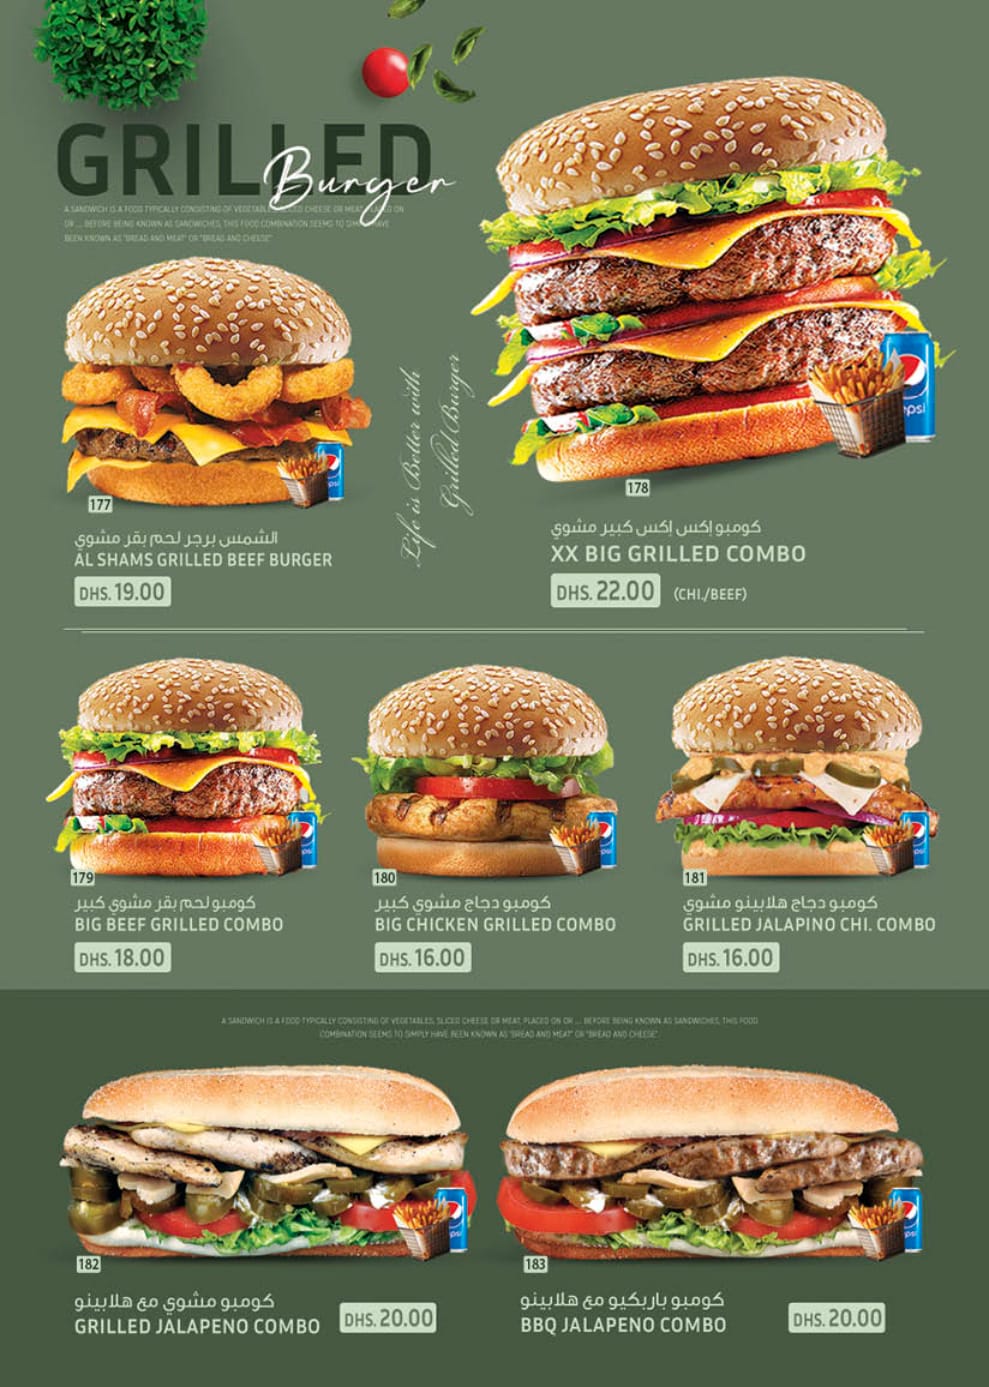 GRILLED
Burger
A SANDWICH IS A FOOD TYPICALLY CONSISTING OF VEGETABLES, SLICED CHEESE OR MEAT, PLACED ON
OR ... BEFORE BEING KNOWN AS SANDWICHES, THIS FOOD COMBINATION SEEMS TO SIMPLY HAVE
BEEN KNOWN AS "BREAD AND MEAT" OR "BREAD AND CHEESE"
Life is Better with
Grilled Burger
pepsi
177
الشمس برجر لحم بقر مشوي
AL SHAMS GRILLED BEEF BURGER
DHS. 19.00
epsi
178
كومبو إكس إكس كبير مشوي
XX BIG GRILLED COMBO
DHS. 22.00 (CHI./BEEF)
179
كومبو لحم بقر مشوي كبير
BIG BEEF GRILLED COMBO
DHS. 18.00
180
كومبو دجاج مشوي كبير
BIG CHICKEN GRILLED COMBO
DHS. 16.00
181
كومبو دجاج هلابينو مشوي
GRILLED JALAPINO CHI. COMBO
DHS. 16.00
A SANDWICH IS A FOOD TYPICALLY CONSISTING OF VEGETABLES, SLICED CHEESE OR MEAT, PLACED ON OR ... BEFORE BEING KNOWN AS SANDWICHES, THIS FOOD
COMBINATION SEEMS TO SIMPLY HAVE BEEN KNOWN AS "BREAD AND MEAT" OR "BREAD AND CHEESE"
182
كومبو مشوي مع هلابينو
GRILLED JALAPENO COMBO
DHS. 20.00
183
كومبو باربكيو مع هلابينو
BBQ JALAPENO COMBO
DHS. 20.00